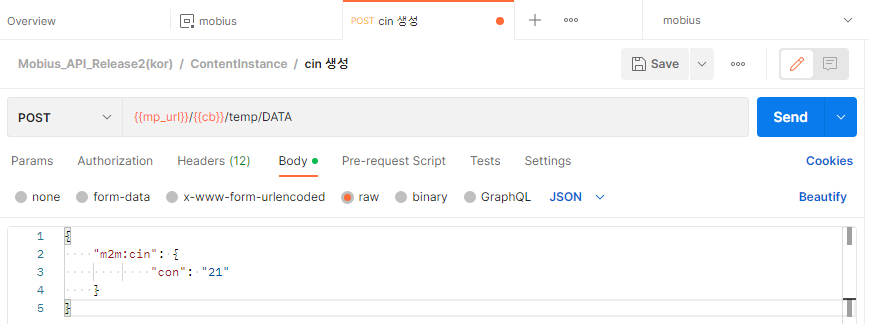 Overview
mobius
POST cin 생성
mobius
Mobius_API_Release2(kor) / ContentInstance / cin 생성
Save
POST
{{mp_url}}/{{cb}}/temp/DATA
Send
Params Authorization Headers (12) Body Pre-request Script Tests Settings Cookies
none form-data x-www-form-urlencoded raw binary GraphQL JSON Beautify
1 {
2 "m2m:cin": {
3 "con": "21"
4 }
5 }